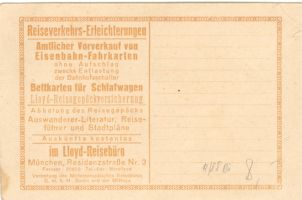 Reiseverkehrs-Erleichterungen
Amtlicher Vorverkauf von
Eisenbahn-Fahrkarten
ohne Aufschlag
zwecks Entlastung
der Bahnhofschalter
Bettkarten für Schlafwagen
Lloyd-Reisegepäckversicherung
Abholung des Reisegepäcks
Auswanderer-Literatur, Reise-
führer und Stadtpläne
Auskünfte kostenlos
im Lloyd-Reisebüro
München, Residenzstraße Nr.
8,